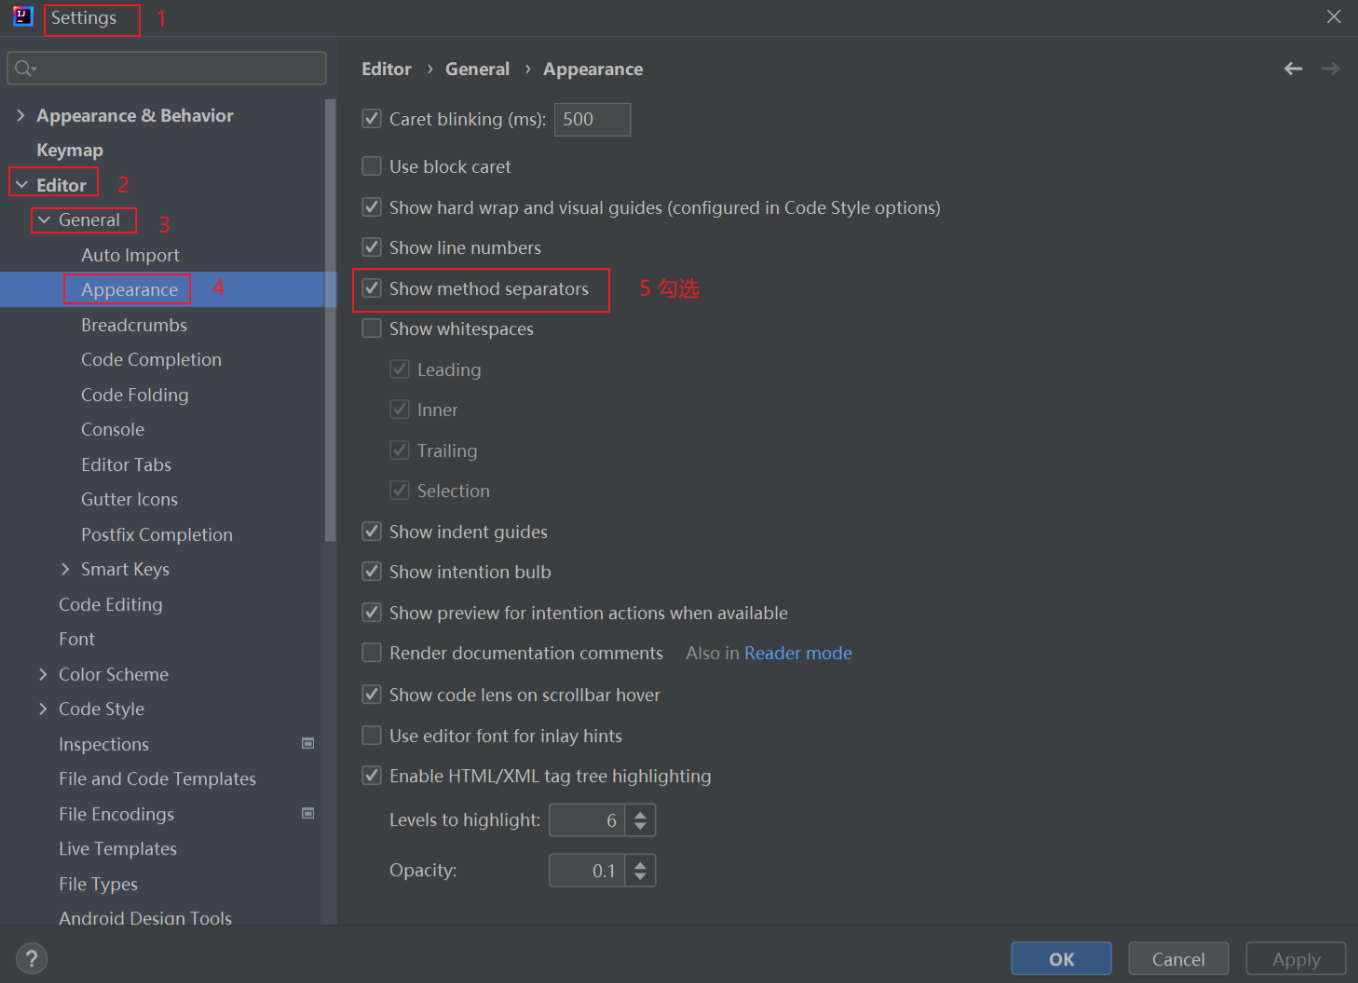 Settings 1
Editor › General › Appearance
Appearance & Behavior
Keymap
Editor 2
General 3
Auto Import
Appearance 4
Breadcrumbs
Code Completion
Code Folding
Console
Editor Tabs
Gutter Icons
Postfix Completion
Smart Keys
Code Editing
Font
Color Scheme
Code Style
Inspections
File and Code Templates
File Encodings
Live Templates
File Types
Android Design Tools
Caret blinking (ms): 500
Use block caret
Show hard wrap and visual guides (configured in Code Style options)
Show line numbers
Show method separators 5 勾选
Show whitespaces
Leading
Inner
Trailing
Selection
Show indent guides
Show intention bulb
Show preview for intention actions when available
Render documentation comments Also in Reader mode
Show code lens on scrollbar hover
Use editor font for inlay hints
Enable HTML/XML tag tree highlighting
Levels to highlight: 6
Opacity: 0.1
? OK Cancel Apply